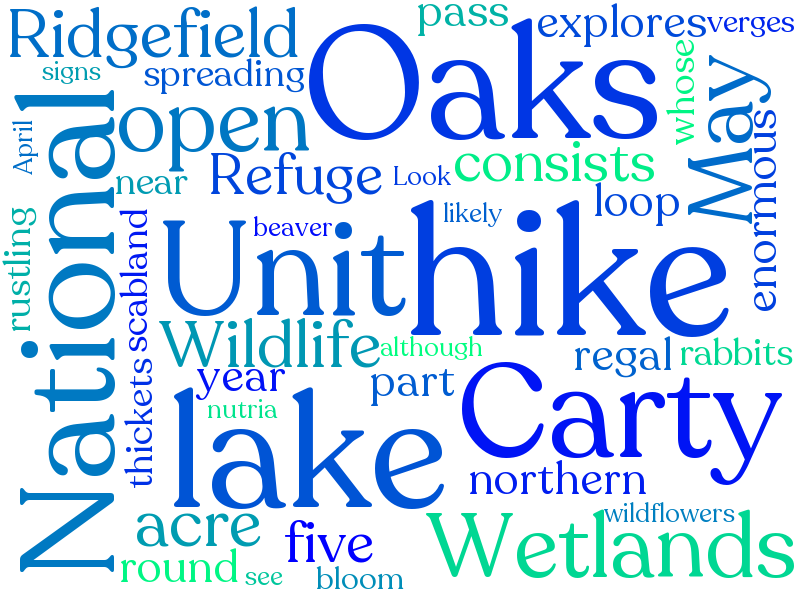 pass
Ridgefield
Oaks
explores
verges
signs
spreading
whose
May
April
National
open
enormous
near
Refuge
Look
consists
loop
likely
rustling
scabland
Unit
beaver
hike
Wildlife
although
regal
rabbits
year
part
thickets
nutria
lake
Carty
northern
acre
five
Wetlands
wildflowers
round
see
bloom